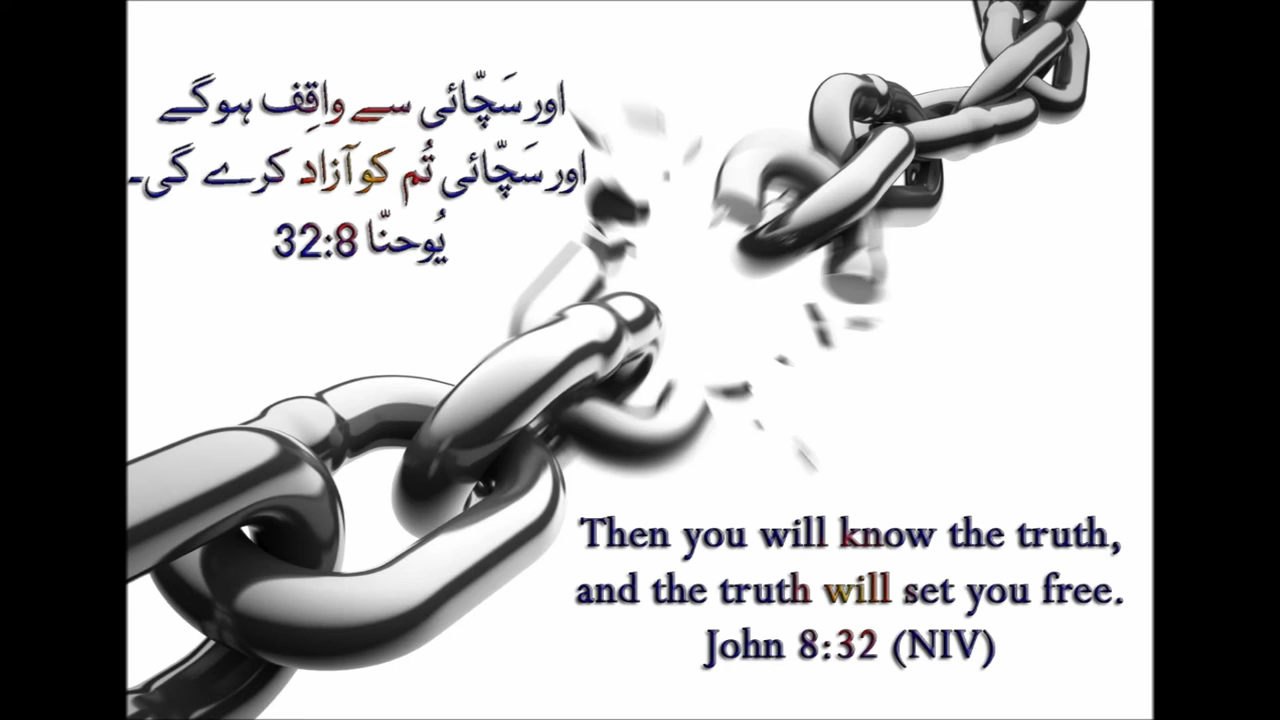 اور سَچّائی سے واقِف ہوگے
اور سَچّائی تُم کو آزاد کرے گی۔
یُوحنّا 32:8
Then you will know the truth,
and the truth will set you free.
John 8:32 (NIV)